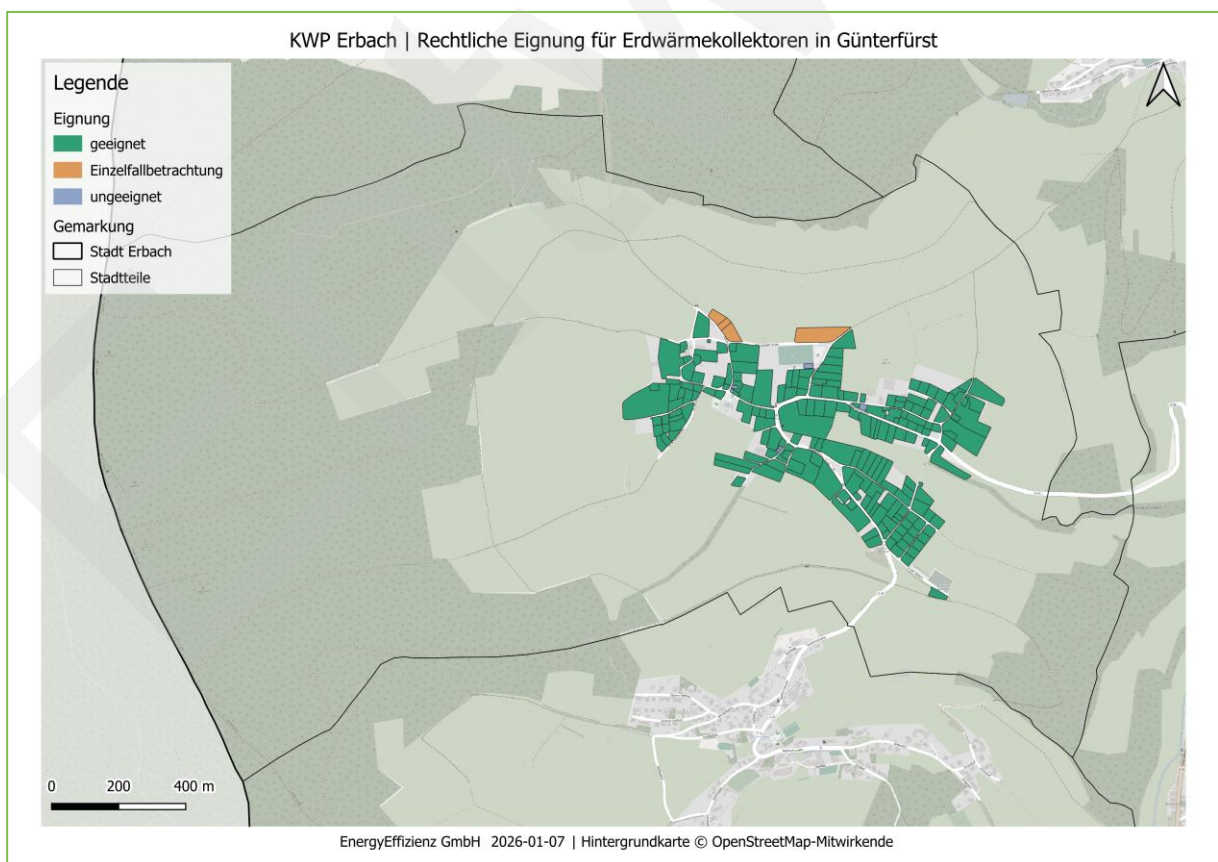 KWP Erbach | Rechtliche Eignung für Erdwärmekollektoren in Günterfürst
Legende
Eignung
geeignet
Einzelfallbetrachtung
ungeeignet
Gemarkung
Stadt Erbach
Stadtteile
0 200 400 m
EnergyEffizienz GmbH 2026-01-07 | Hintergrundkarte © OpenStreetMap-Mitwirkende